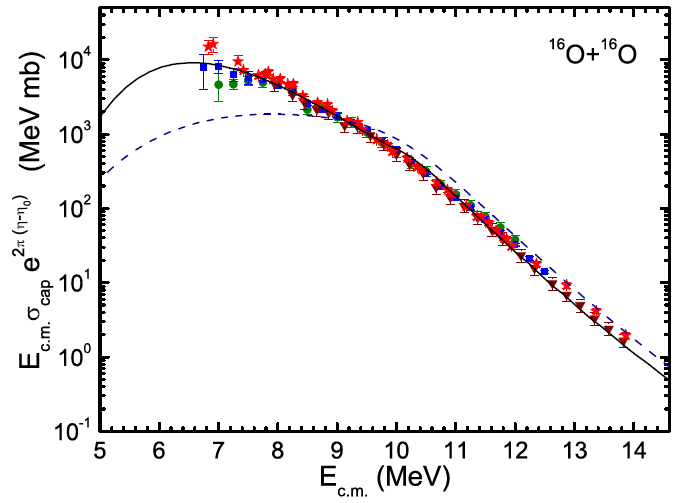 ¹⁶O+¹⁶O
E_c.m. σ_cap e^2π (η-η₀) (MeV mb)
10⁴
10³
10²
10¹
10⁰
10⁻¹
5 6 7 8 9 10 11 12 13 14
E_c.m. (MeV)